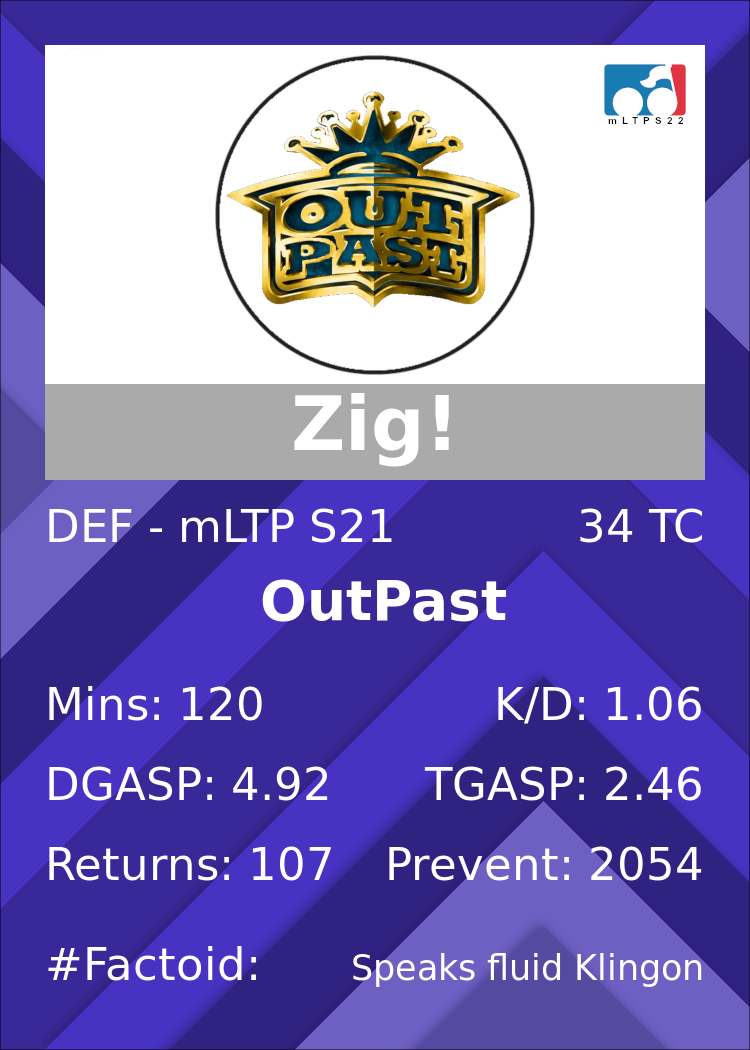 mLTPS22
OUT
PAST
Zig!
DEF - mLTP S21 34 TC
OutPast
Mins: 120 K/D: 1.06
DGASP: 4.92 TGASP: 2.46
Returns: 107 Prevent: 2054
#Factoid: Speaks fluid Klingon